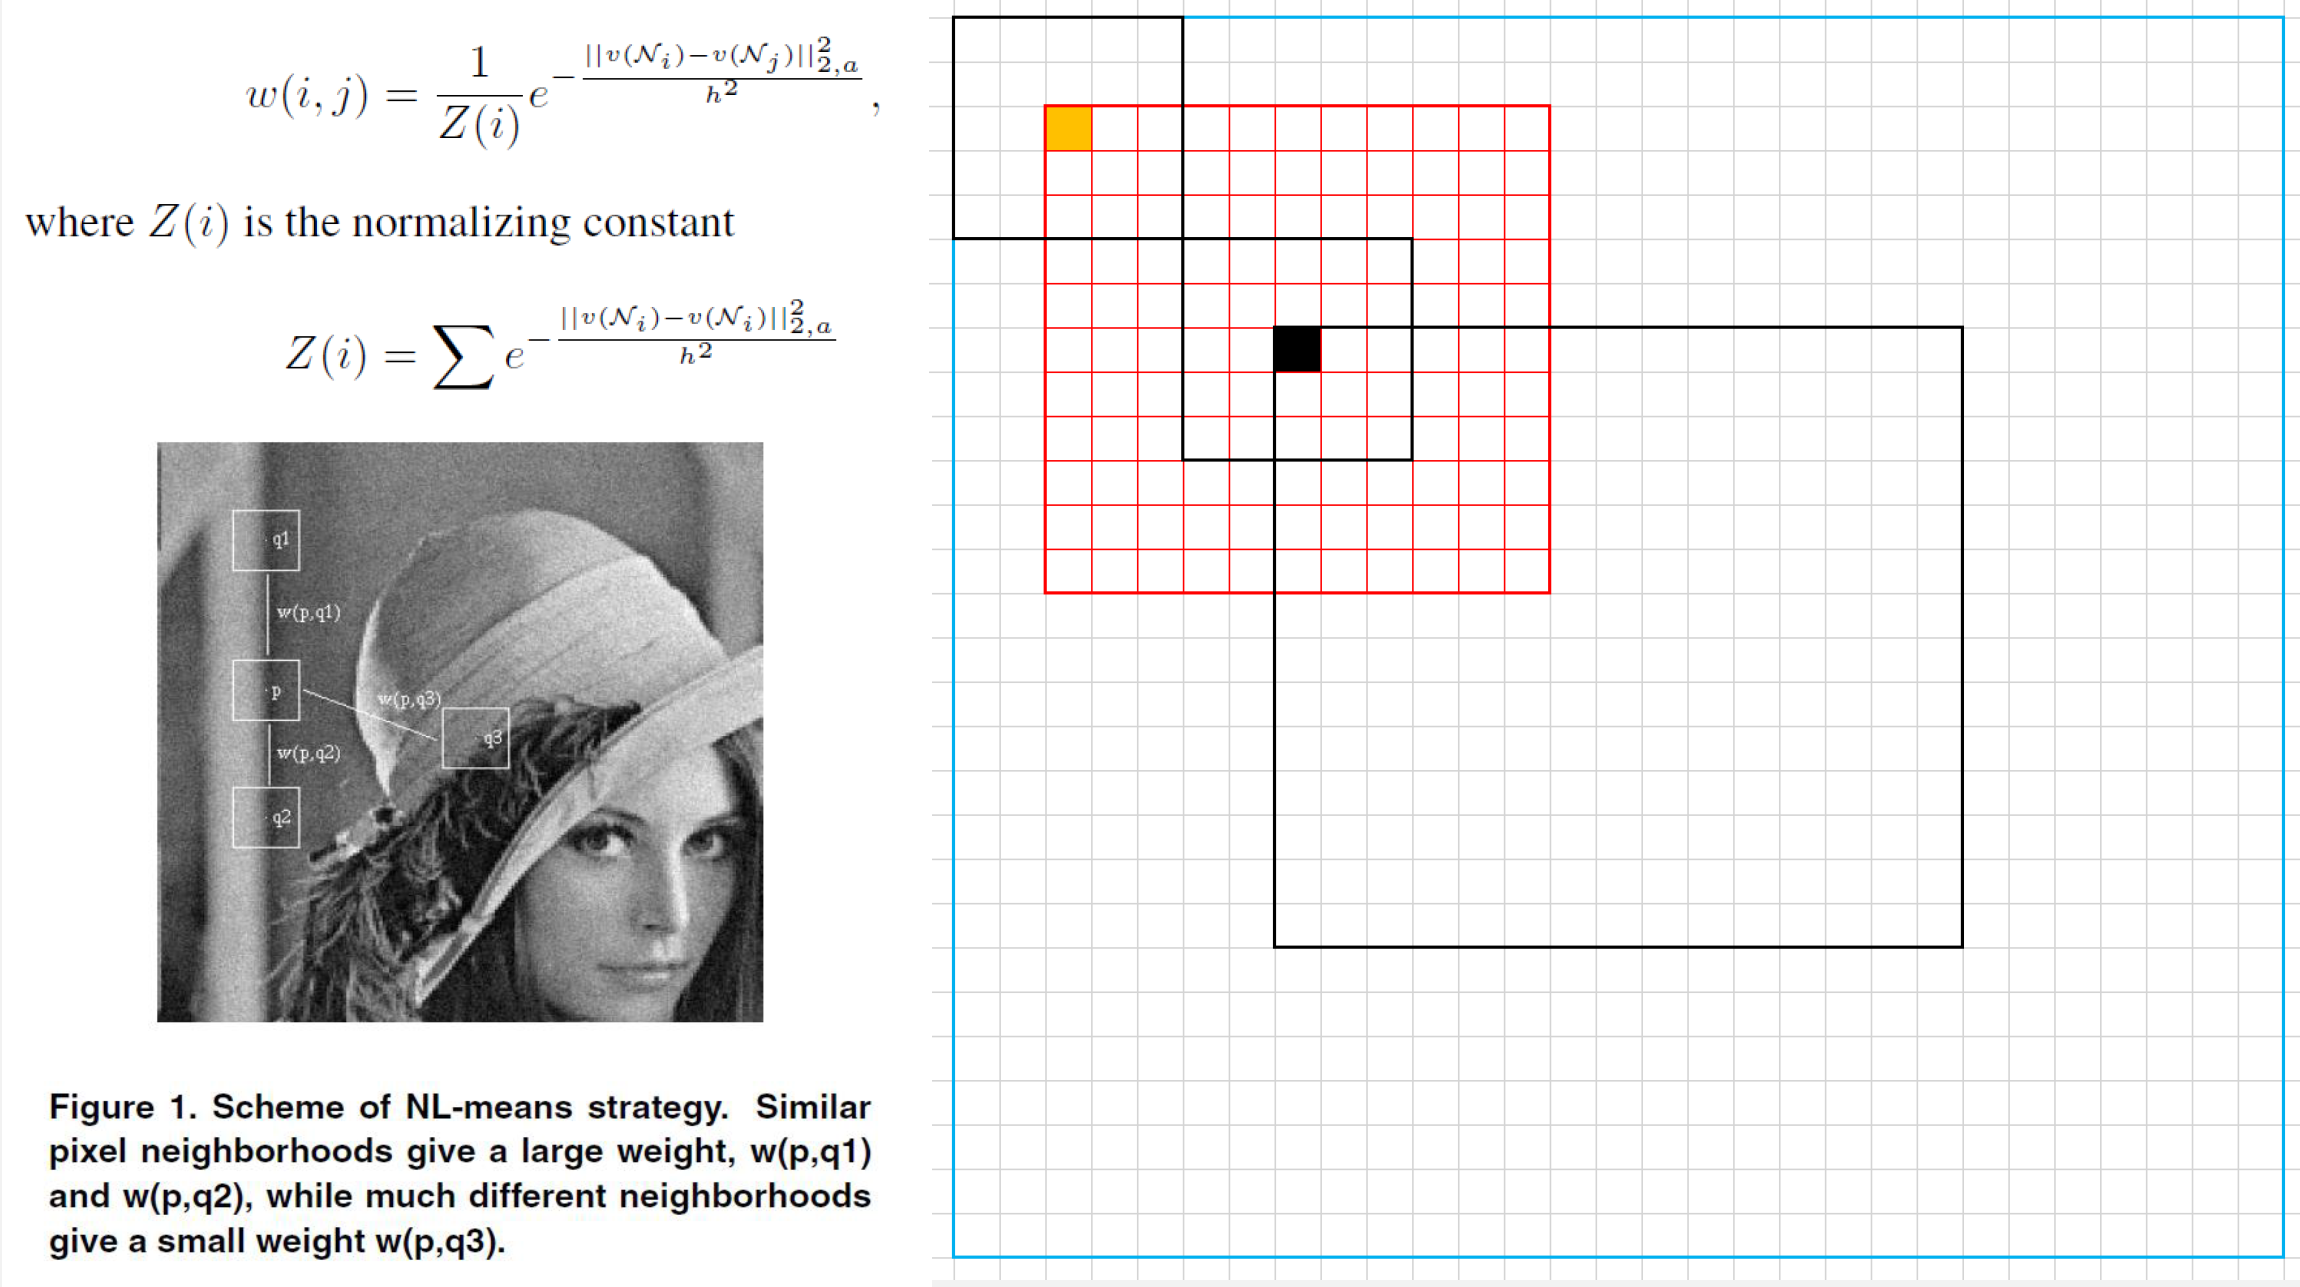 w(i, j) = \frac{1}{Z(i)} e^{-\frac{||v(\mathcal{N}_i)-v(\mathcal{N}_j)||_{2,a}^2}{h^2}},
where Z(i) is the normalizing constant
Z(i) = \sum e^{-\frac{||v(\mathcal{N}_i)-v(\mathcal{N}_i)||_{2,a}^2}{h^2}}
q1
w(p,q1)
p
w(p,q3)
q3
w(p,q2)
q2
Figure 1. Scheme of NL-means strategy. Similar
pixel neighborhoods give a large weight, w(p,q1)
and w(p,q2), while much different neighborhoods
give a small weight w(p,q3).